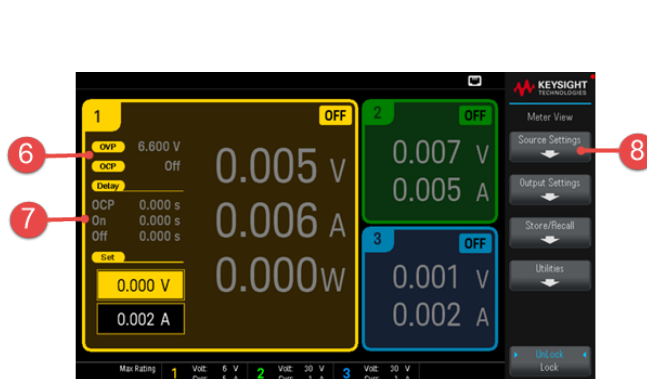 KEYSIGHT
TECHNOLOGIES
Meter View
1
OFF
OVP 6.600 V
OCP Off
Delay
OCP 0.000 s
On 0.000 s
Off 0.000 s
Set
0.000 V
0.002 A
0.005 V
0.006 A
0.000W
2
OFF
0.007 V
0.005 A
3
OFF
0.001 V
0.002 A
Source Settings
Output Settings
Store/Recall
Utilities
UnLock
Lock
6
7
8
Max Rating 1 Volt: 6 V 2 Volt: 30 V 3 Volt: 30 V